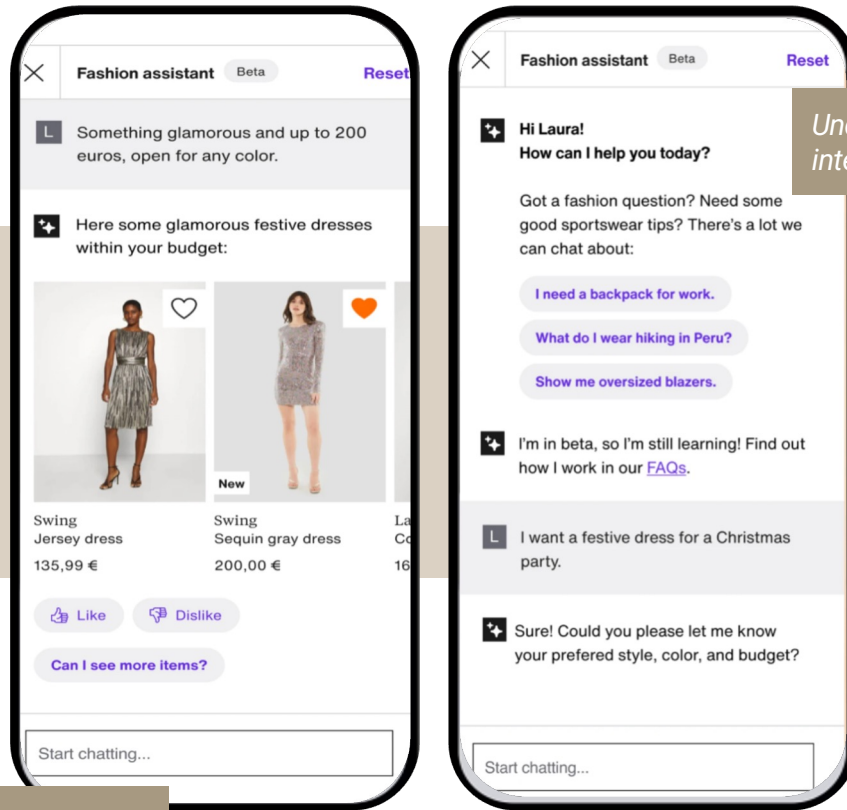 Fashion assistant Beta Reset
L Something glamorous and up to 200
euros, open for any color.
Here some glamorous festive dresses
within your budget:
New
Swing
Jersey dress
135,99 €
Swing
Sequin gray dress
200,00 €
La
Co
16
Like
Dislike
Can I see more items?
Start chatting...
Fashion assistant Beta Reset
Hi Laura!
How can I help you today?
Got a fashion question? Need some
good sportswear tips? There's a lot we
can chat about:
I need a backpack for work.
What do I wear hiking in Peru?
Show me oversized blazers.
I'm in beta, so I'm still learning! Find out
how I work in our FAQs.
L I want a festive dress for a Christmas
party.
Sure! Could you please let me know
your prefered style, color, and budget?
Start chatting...